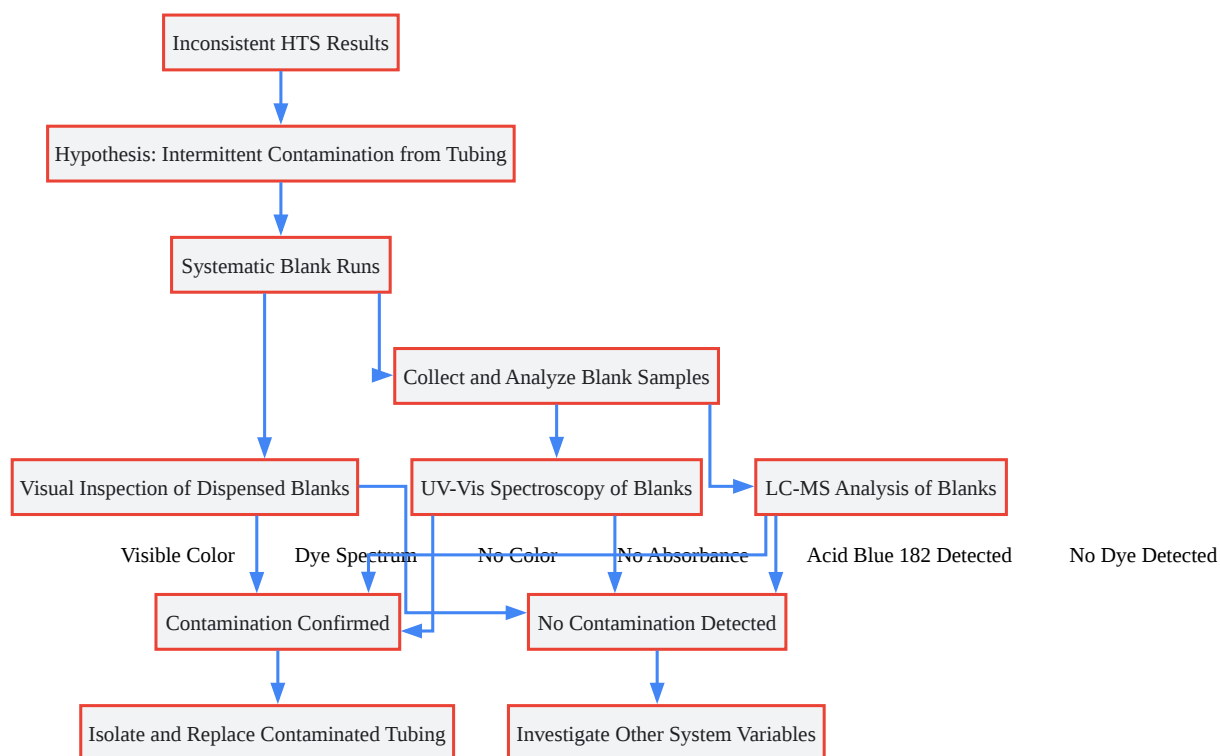 Inconsistent HTS Results
Hypothesis: Intermittent Contamination from Tubing
Systematic Blank Runs
Collect and Analyze Blank Samples
Visual Inspection of Dispensed Blanks
UV-Vis Spectroscopy of Blanks
LC-MS Analysis of Blanks
Visible Color
Dye Spectrum
No Color
No Absorbance
Acid Blue 182 Detected
No Dye Detected
Contamination Confirmed
No Contamination Detected
Isolate and Replace Contaminated Tubing
Investigate Other System Variables